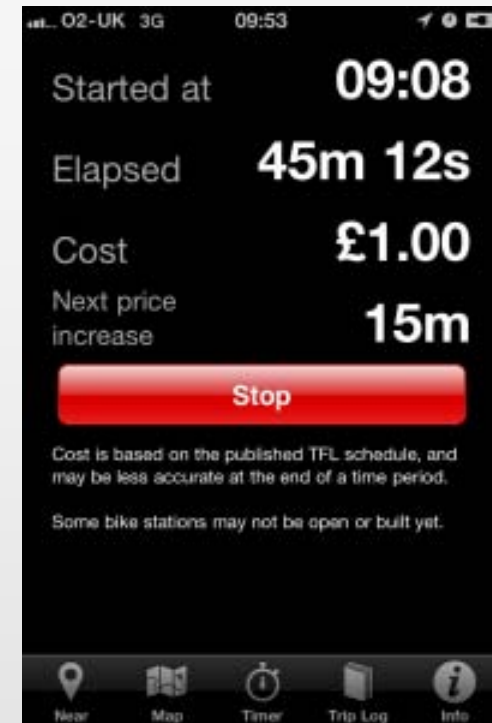 O2-UK 3G 09:53
Started at 09:08
Elapsed 45m 12s
Cost £1.00
Next price
increase 15m
Stop
Cost is based on the published TFL schedule, and
may be less accurate at the end of a time period.
Some bike stations may not be open or built yet.
Near Map Timer Trip Log Info